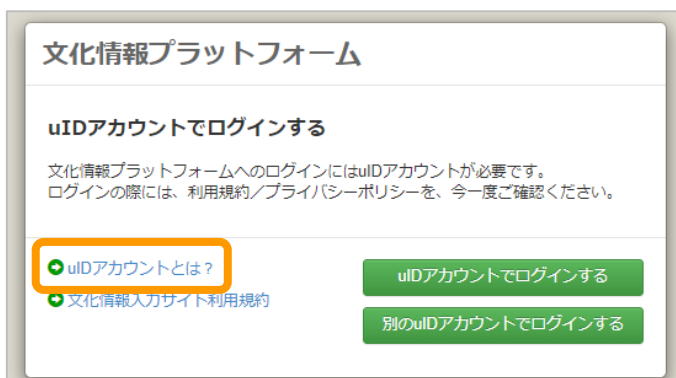 文化情報プラットフォーム
uIDアカウントでログインする
文化情報プラットフォームへのログインにはuIDアカウントが必要です。
ログインの際には、利用規約／プライバシーポリシーを、今一度ご確認ください。
uIDアカウントとは？
文化情報入力サイト利用規約
uIDアカウントでログインする
別のuIDアカウントでログインする